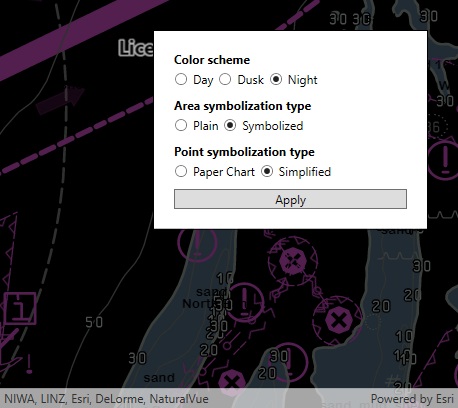 30 30
Lice
Color scheme
Day Dusk Night
Area symbolization type
Plain Symbolized
Point symbolization type
Paper Chart Simplified
Apply
30
30
10
sand
20
50
30
30
20
20
30
10
sand
NIWA, LINZ, Esri, DeLorme, NaturalVue
Powered by Esri